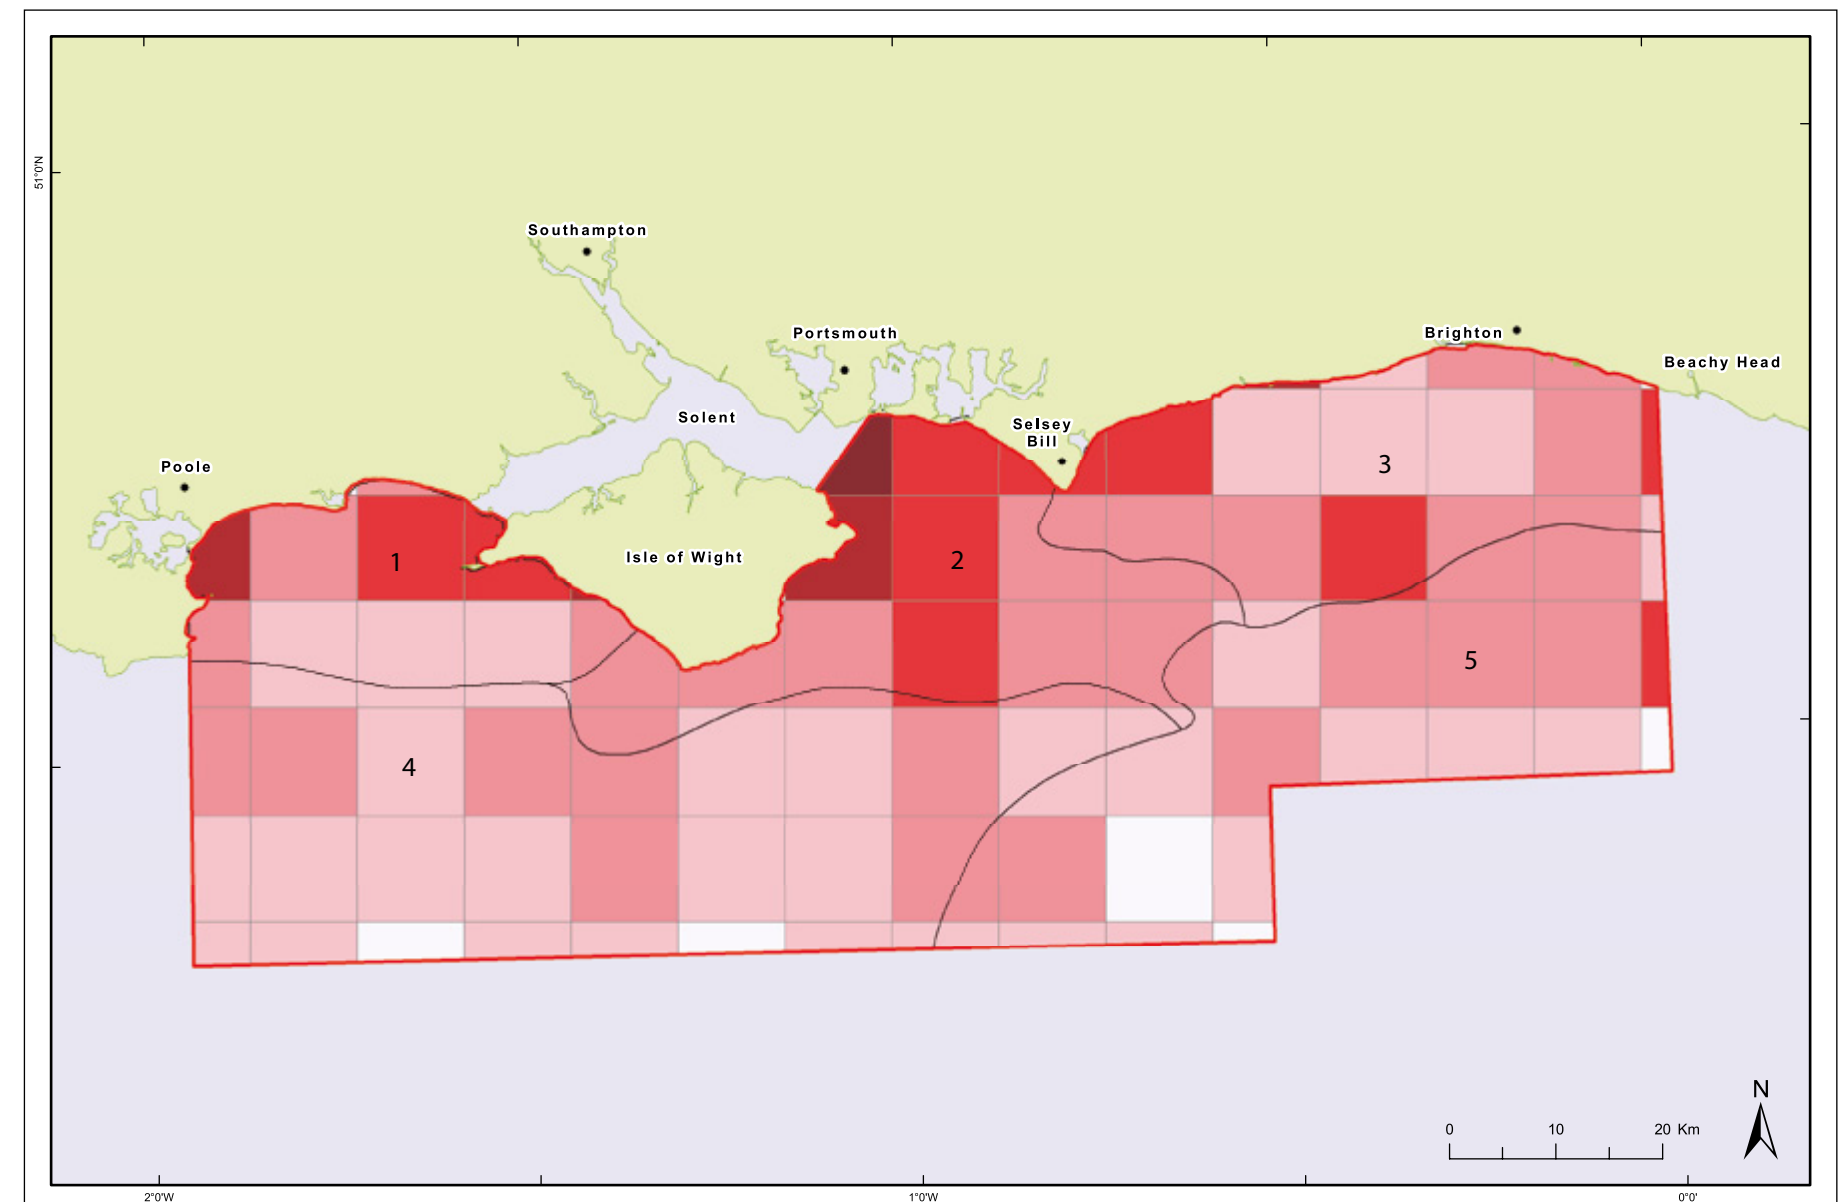 51°0'N
Southampton
Portsmouth
Brighton
Beachy Head
Solent
Selsey
Bill
Poole
3
Isle of Wight
1
2
5
4
N
0 10 20 Km
2°0'W 1°0'W 0°0'